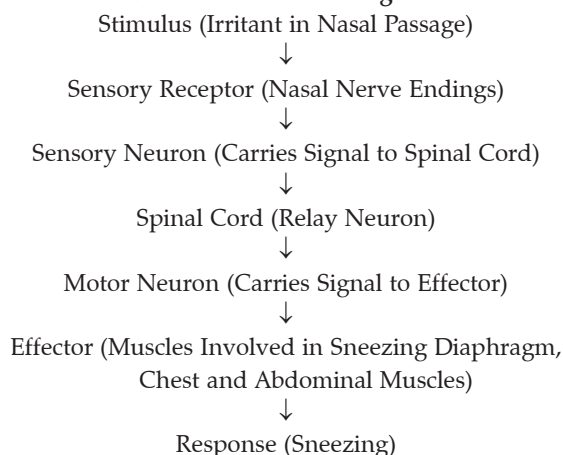 Stimulus (Irritant in Nasal Passage)
↓
Sensory Receptor (Nasal Nerve Endings)
↓
Sensory Neuron (Carries Signal to Spinal Cord)
↓
Spinal Cord (Relay Neuron)
↓
Motor Neuron (Carries Signal to Effector)
↓
Effector (Muscles Involved in Sneezing Diaphragm,
Chest and Abdominal Muscles)
↓
Response (Sneezing)